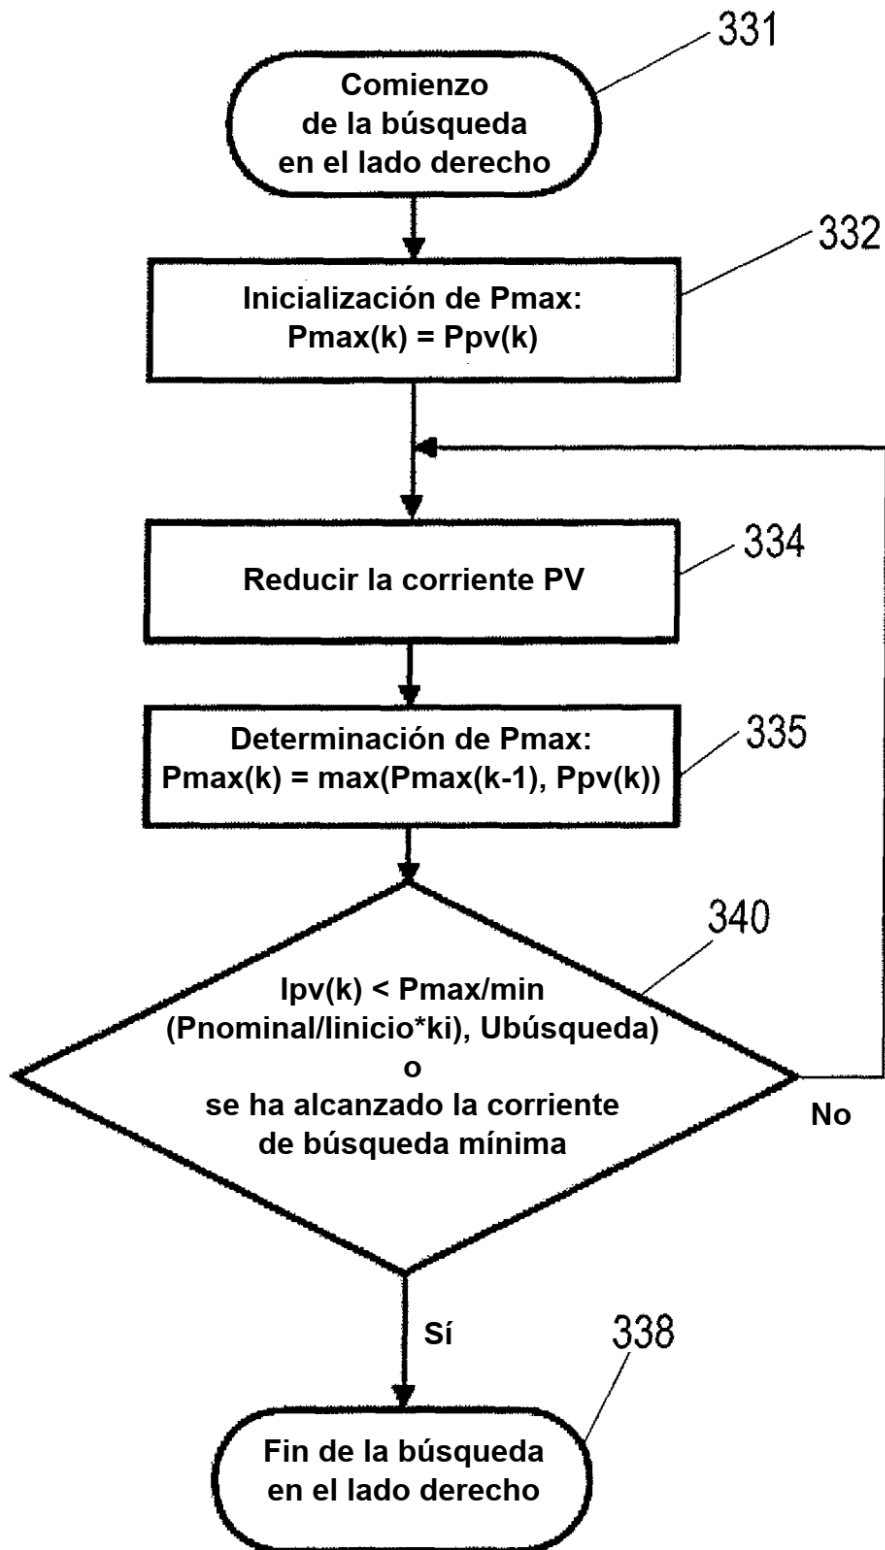 331
Comienzo
de la búsqueda
en el lado derecho
332
Inicialización de Pmax:
Pmax(k) = Ppv(k)
334
Reducir la corriente PV
335
Determinación de Pmax:
Pmax(k) = max(Pmax(k-1), Ppv(k))
340
Ipv(k) < Pmax/min
(Pnominal/Iinicio*ki), Ubúsqueda)
o
se ha alcanzado la corriente
de búsqueda mínima
No
Sí
338
Fin de la búsqueda
en el lado derecho